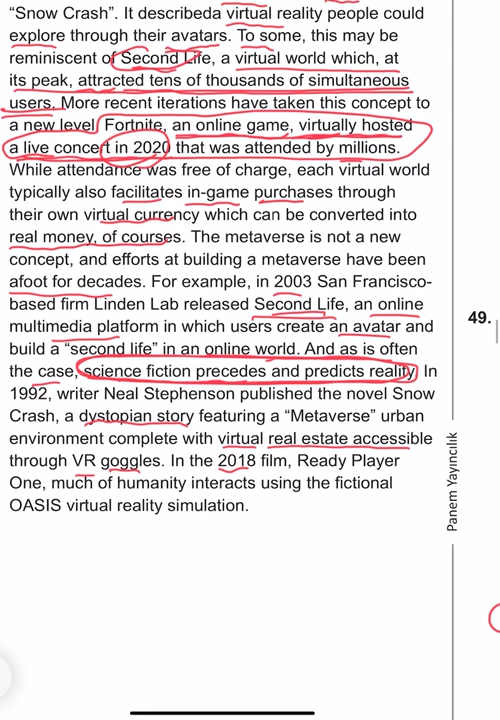 “Snow Crash”. It describeda virtual reality people could
explore through their avatars. To some, this may be
reminiscent of Second Life, a virtual world which, at
its peak, attracted tens of thousands of simultaneous
users. More recent iterations have taken this concept to
a new level Fortnite, an online game, virtually hosted
a live concert in 2020 that was attended by millions.
While attendance was free of charge, each virtual world
typically also facilitates in-game purchases through
their own virtual currency which can be converted into
real money, of courses. The metaverse is not a new
concept, and efforts at building a metaverse have been
afoot for decades. For example, in 2003 San Francisco-
based firm Linden Lab released Second Life, an online
multimedia platform in which users create an avatar and
build a “second life” in an online world. And as is often
the case, science fiction precedes and predicts reality. In
1992, writer Neal Stephenson published the novel Snow
Crash, a dystopian story featuring a “Metaverse” urban
environment complete with virtual real estate accessible
through VR goggles. In the 2018 film, Ready Player
One, much of humanity interacts using the fictional
OASIS virtual reality simulation.
49.
Panem Yayıncılık